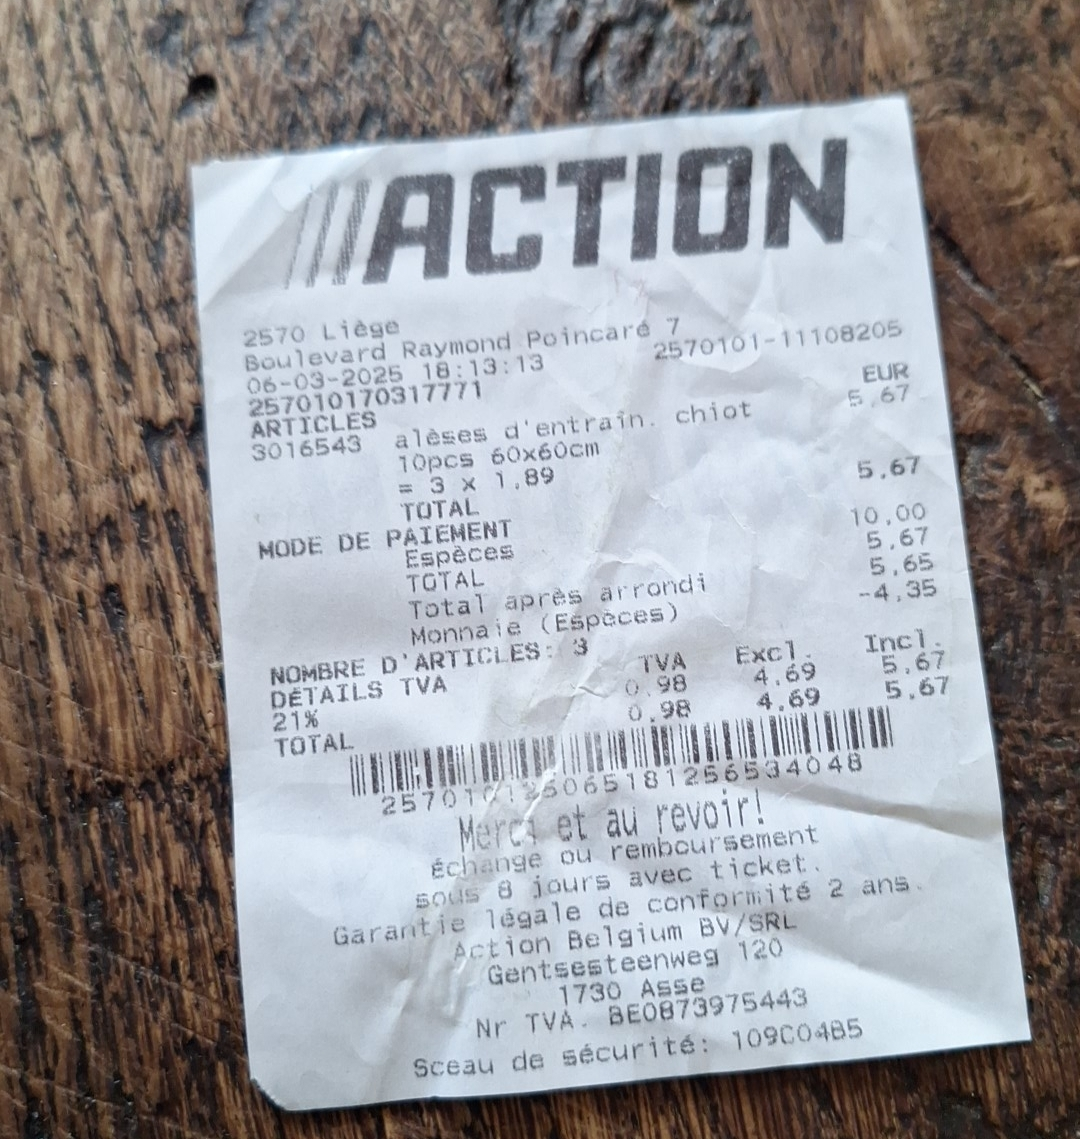 ACTION
2570 Liège
Boulevard Raymond Poincaré 7
06-03-2025 18:13:13 2570101-11108205
257010170317771
ARTICLES EUR
3016543 alèses d'entraîn. chiot 5,67
10pcs 60x60cm
= 3 x 1,89
TOTAL 5,67
MODE DE PAIEMENT
Espèces 10,00
TOTAL 5,67
Total après arrondi 5,65
Monnaie (Espèces) -4,35
NOMBRE D'ARTICLES: 3
DÉTAILS TVA TVA Excl. Incl.
21% 0,98 4,69 5,67
TOTAL 0,98 4,69 5,67
2570101250651812565​34048
Merci et au revoir!
Échange ou remboursement
sous 8 jours avec ticket.
Garantie légale de conformité 2 ans.
Action Belgium BV/SRL
Gentsesteenweg 120
1730 Asse
Nr TVA. BE0873975443
Sceau de sécurité: 109C04B5